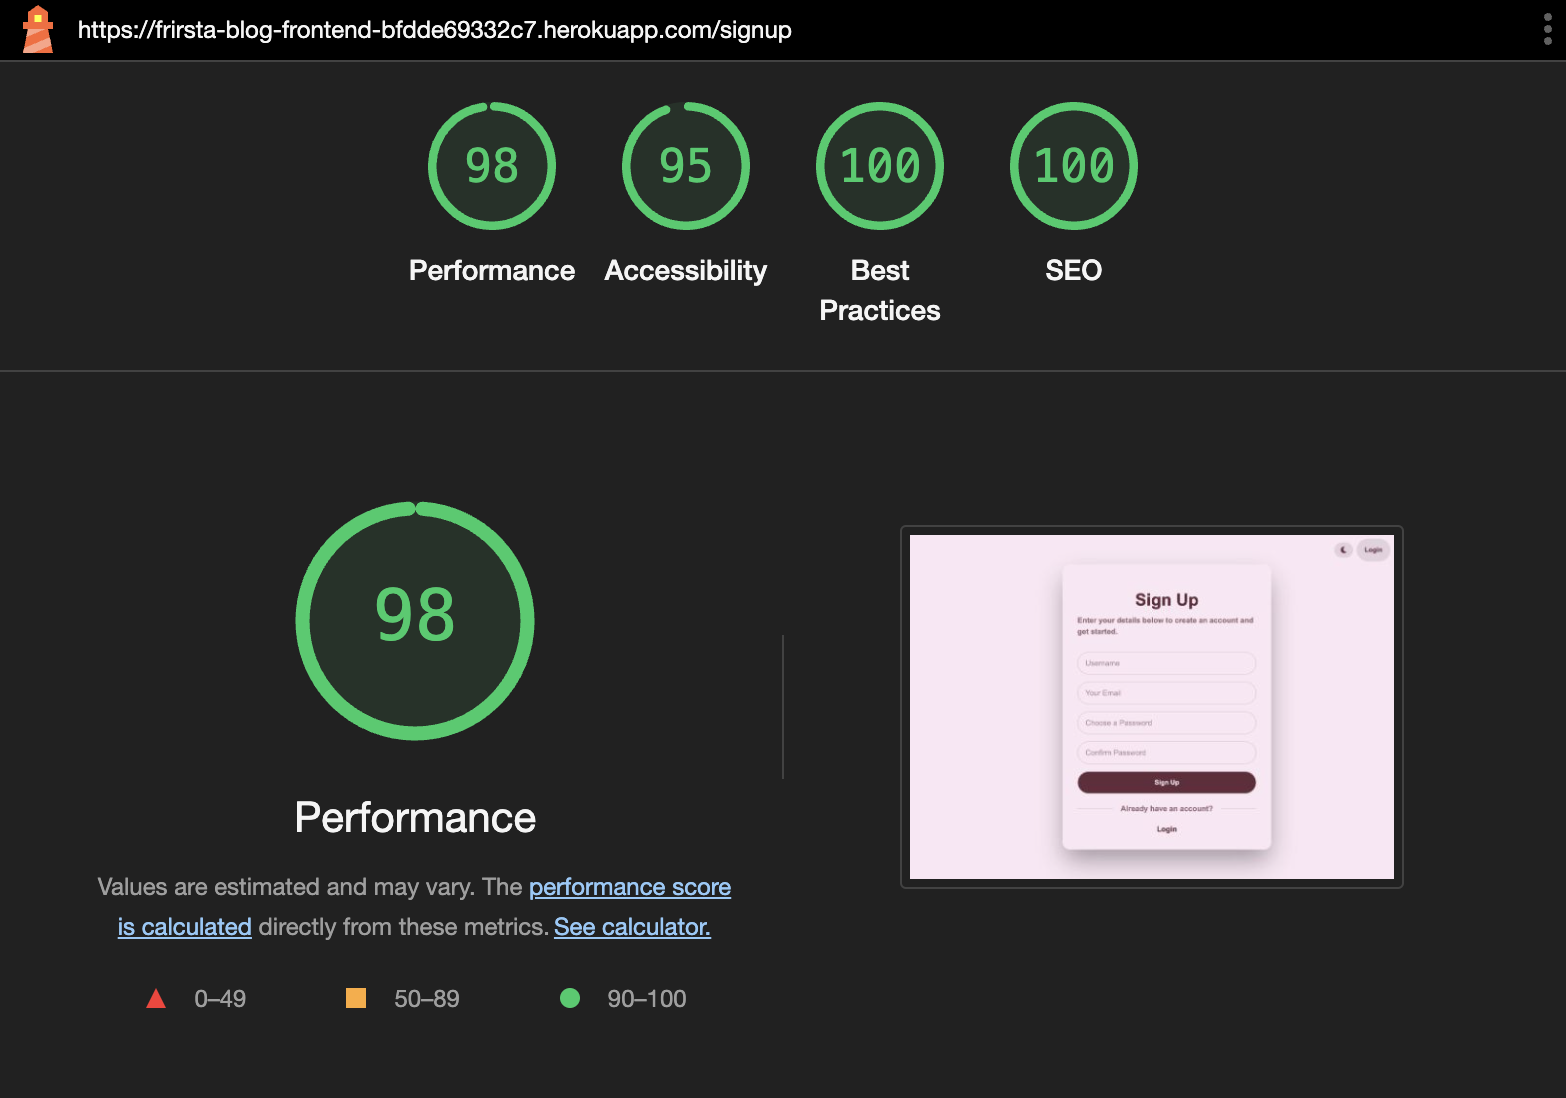 https://frirsta-blog-frontend-bfdde69332c7.herokuapp.com/signup
98
95
100
100
Performance
Accessibility
Best
Practices
SEO
98
Performance
Values are estimated and may vary. The performance score
is calculated directly from these metrics. See calculator.
0–49
50–89
90–100
Login
Sign Up
Enter your details below to create an account and
get started.
Username
Your Email
Choose a Password
Confirm Password
Sign Up
Already have an account?
Login